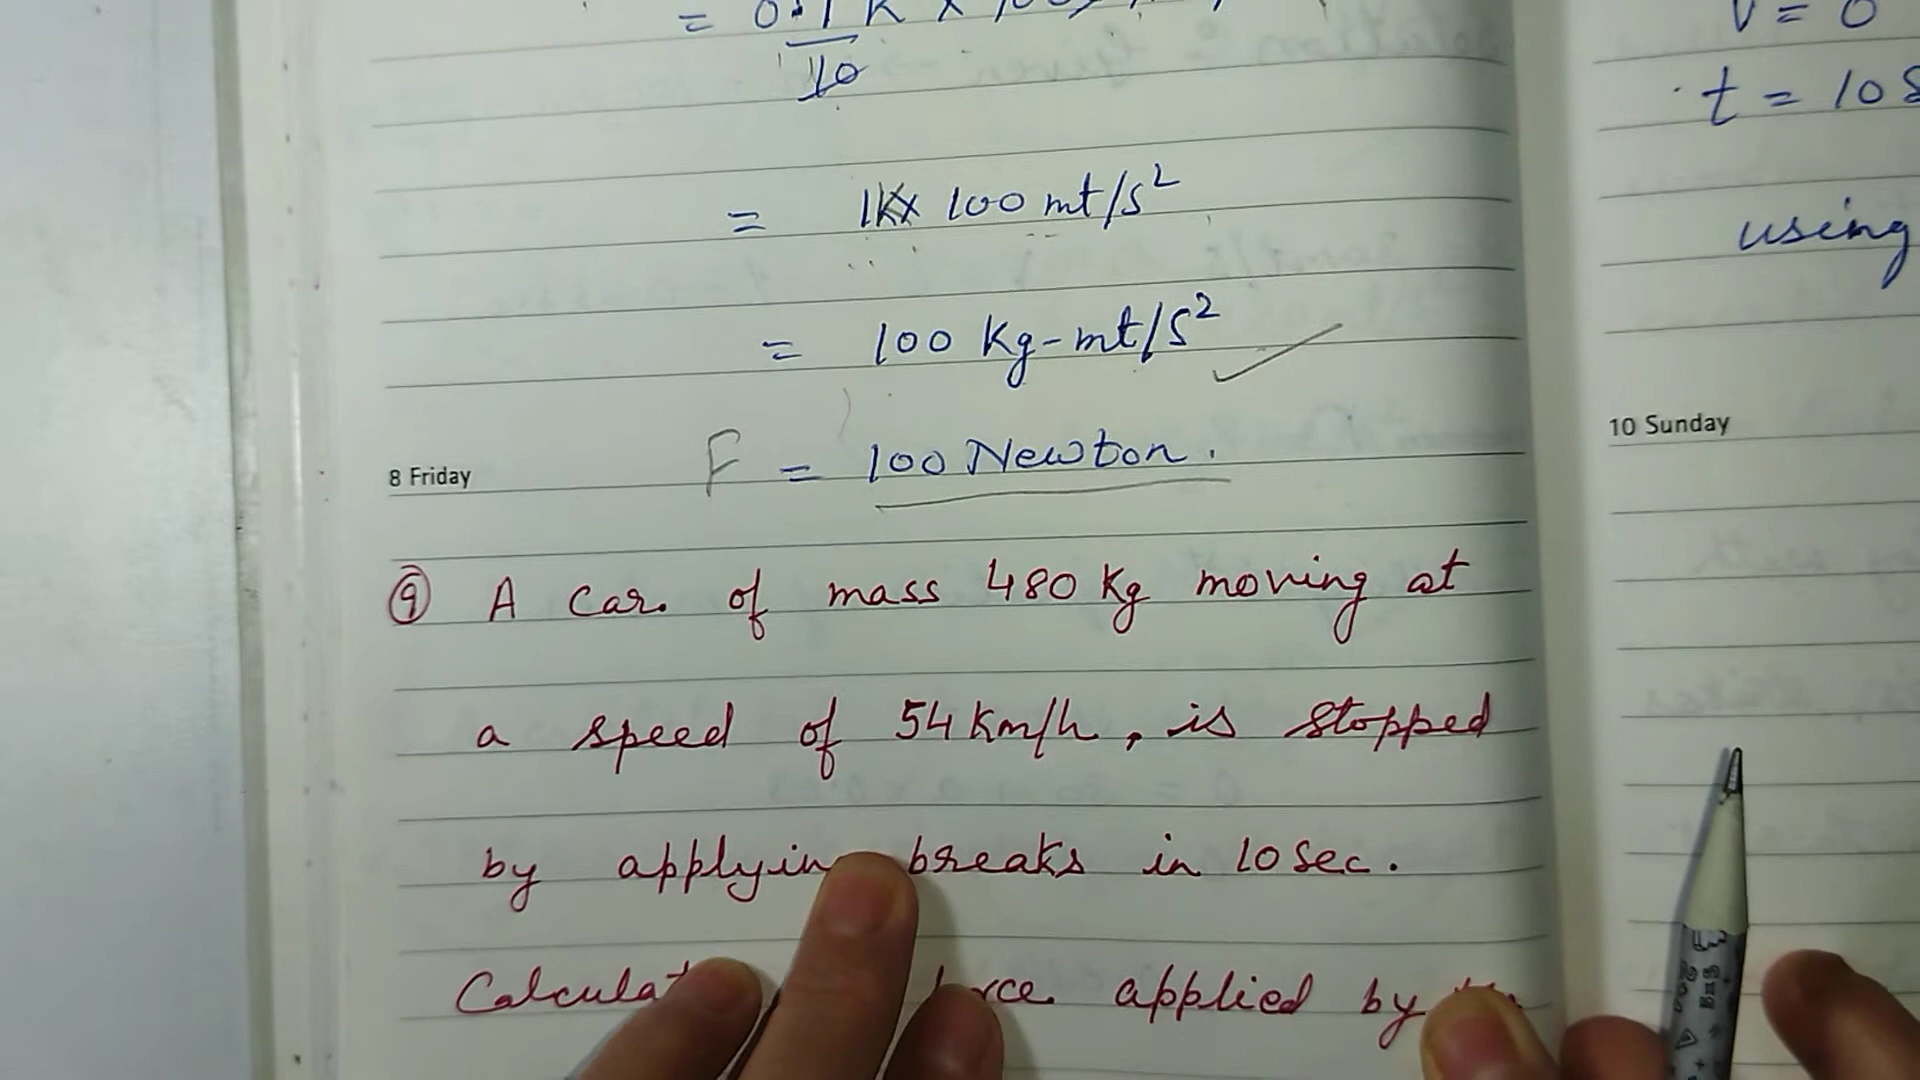 10
= 1Kx 100 mt/s²
= 100 Kg-mt/s²
F = 100 Newton.
8 Friday
⑨ A car. of mass 480 Kg moving at
a speed of 54 Km/h, is stopped
by applyin breaks in 10 sec.
applied by
V = 0
t = 10 S
using
10 Sunday